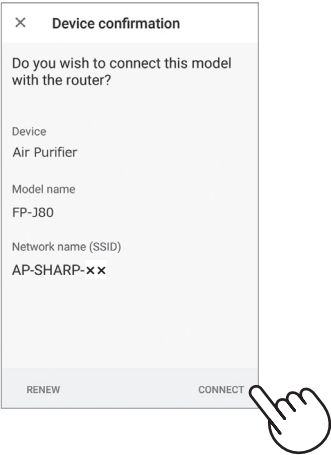 × Device confirmation
Do you wish to connect this model
with the router?
Device
Air Purifier
Model name
FP-J80
Network name (SSID)
AP-SHARP-××
RENEW CONNECT